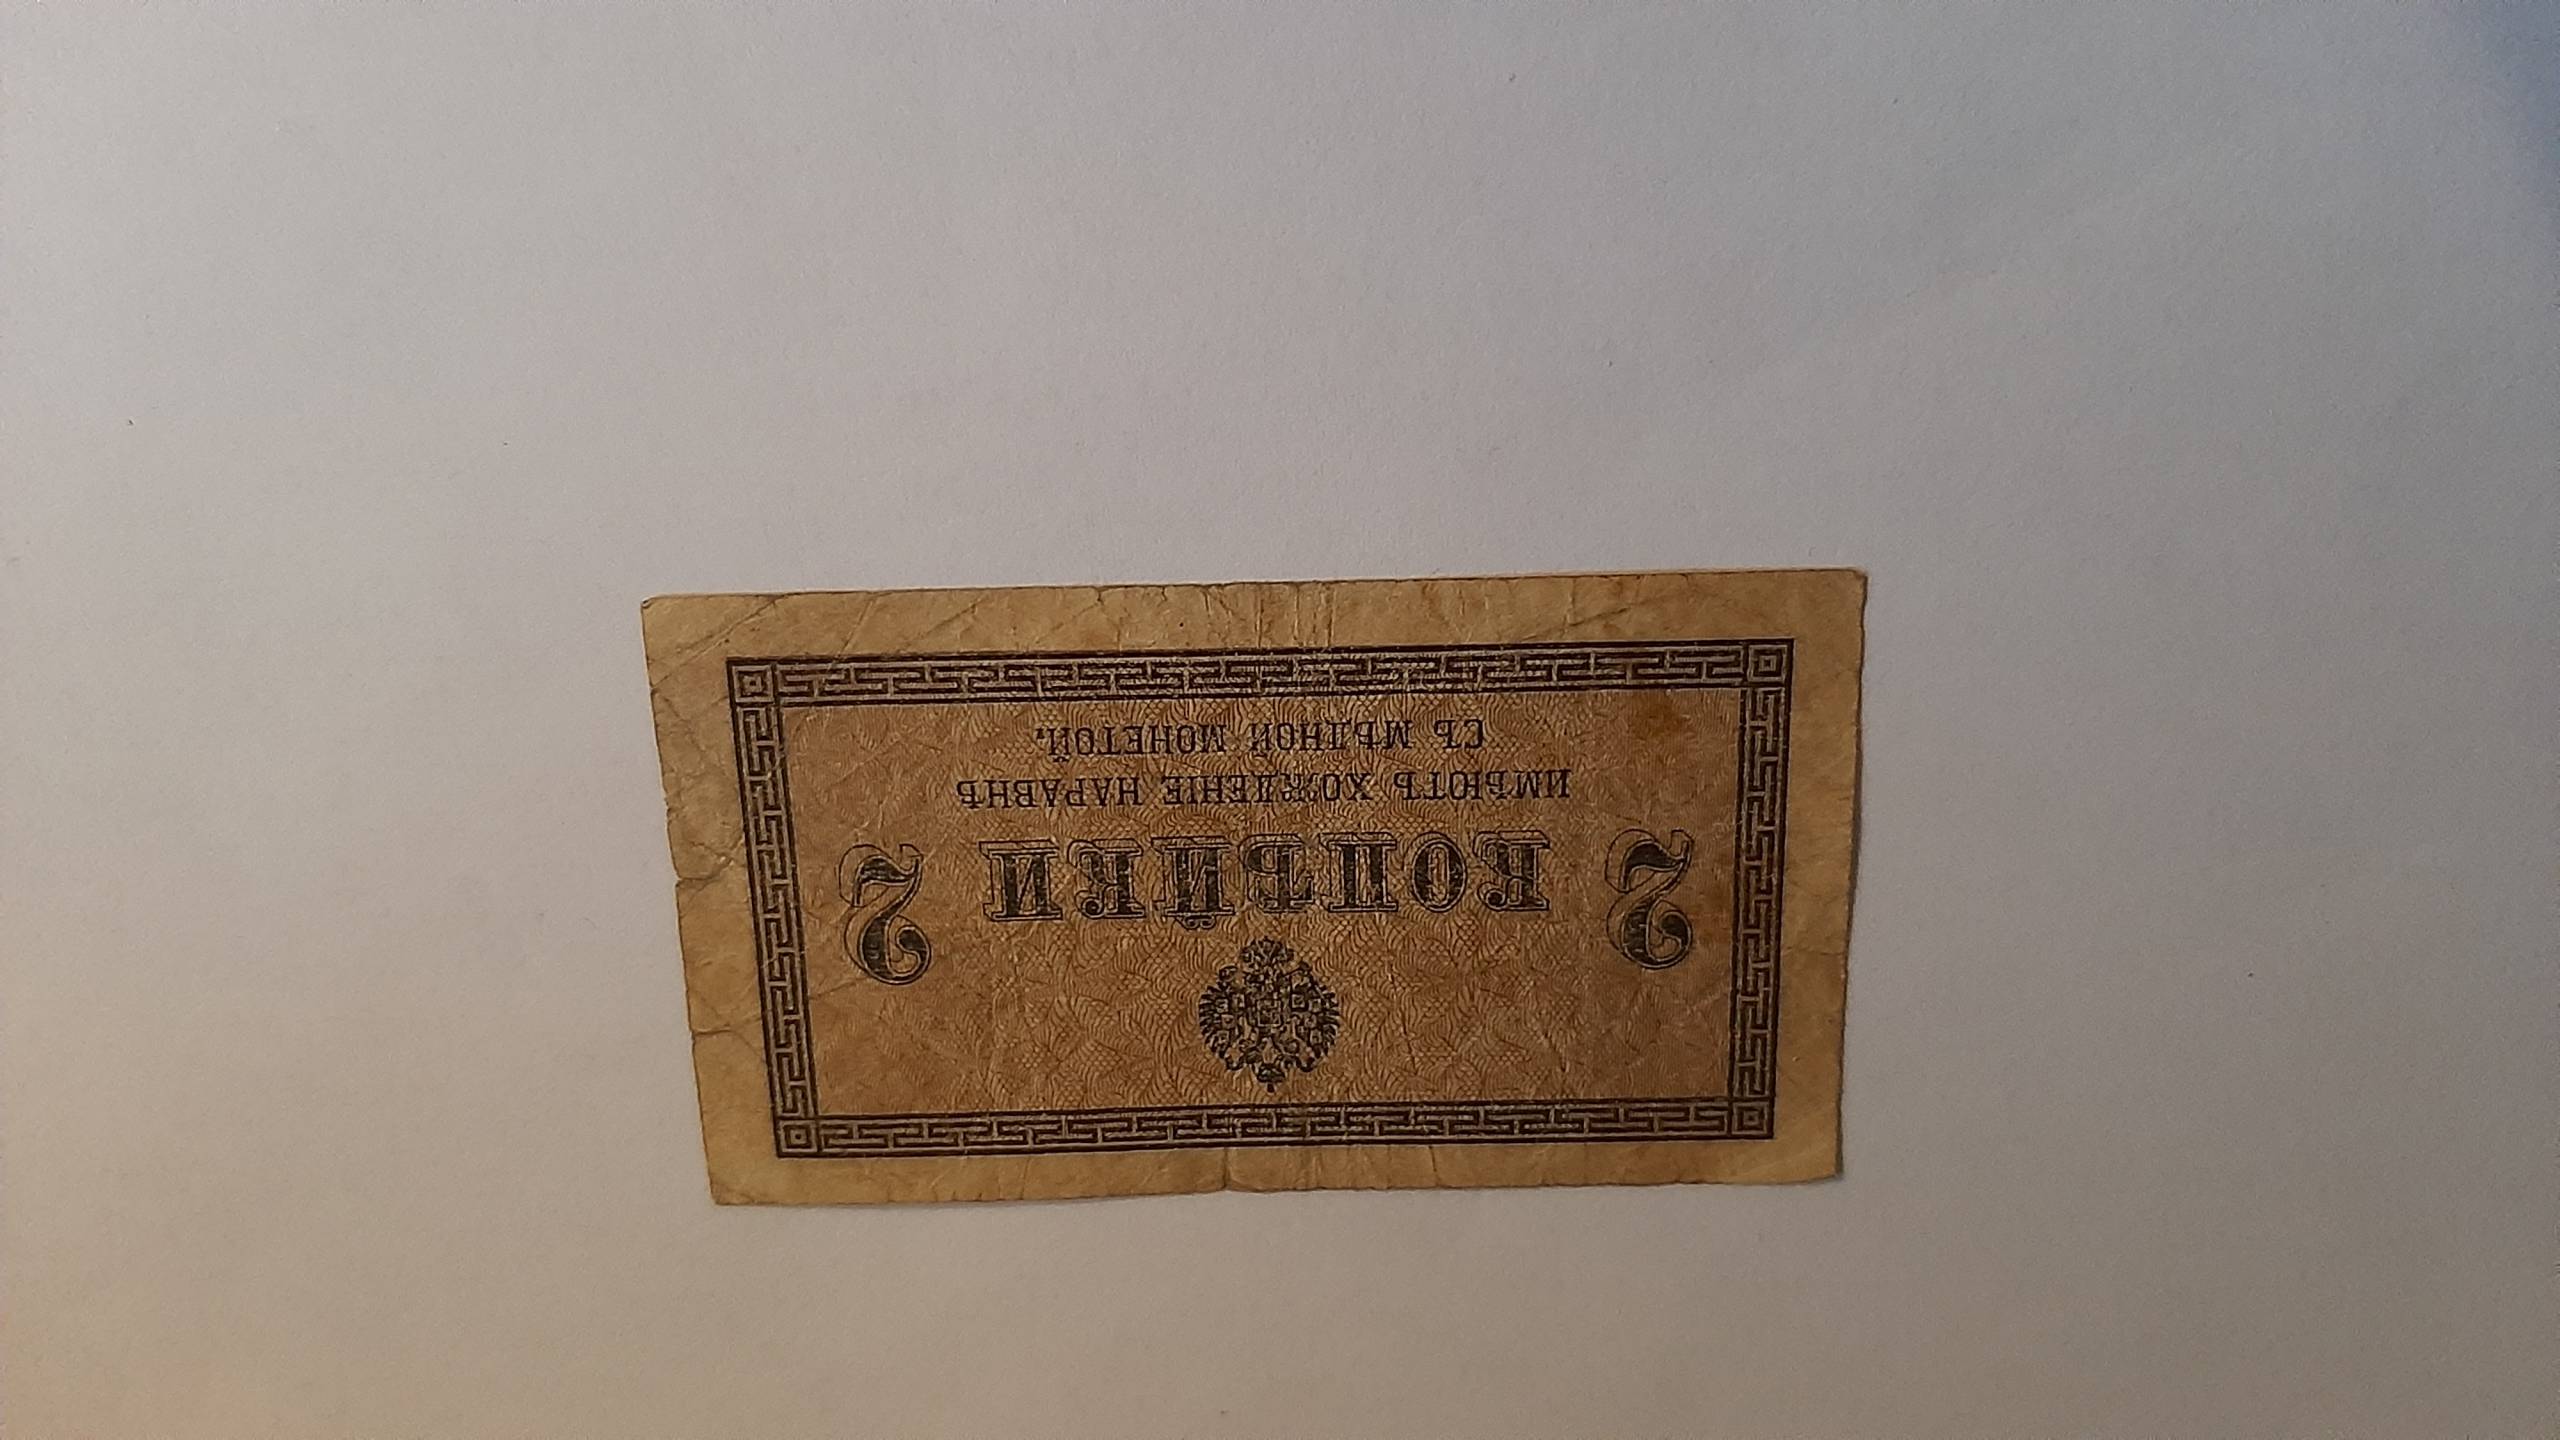 2 КОПѢЙКИ 2
ИМѢЮТЪ ХОЖДЕНІЕ НАРАВНѢ
СЪ МѢДНОЙ МОНЕТОЙ.